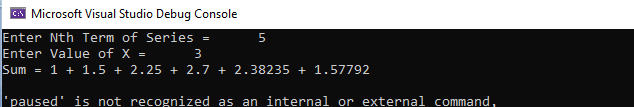 Microsoft Visual Studio Debug Console
Enter Nth Term of Series =      5
Enter Value of X =      3
Sum = 1 + 1.5 + 2.25 + 2.7 + 2.38235 + 1.57792
'paused' is not recognized as an internal or external command,